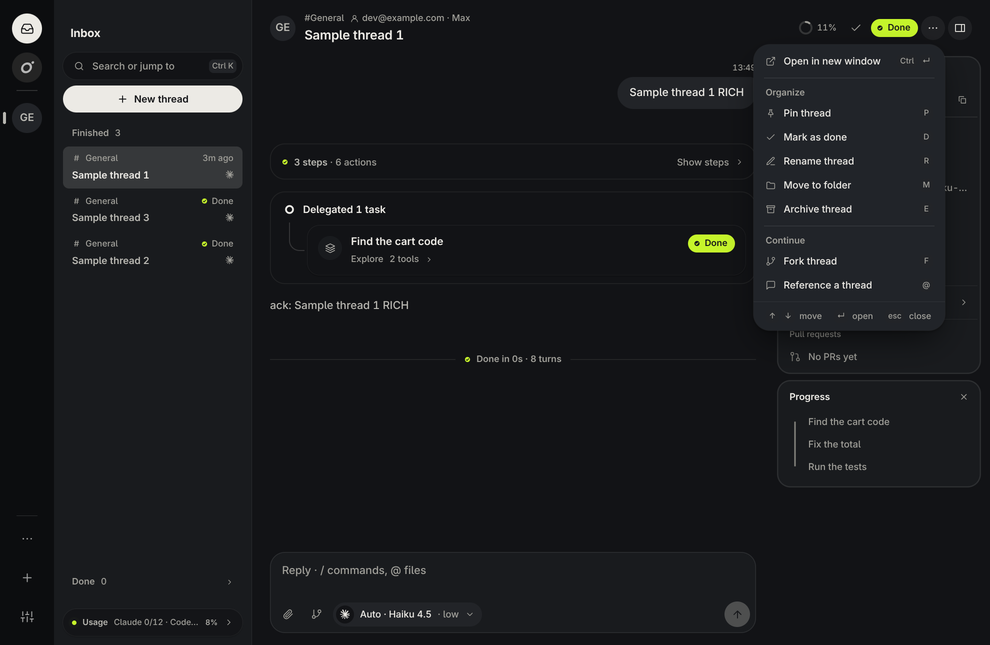 GE
Inbox
Search or jump to
Ctrl K
New thread
Finished 3
# General
3m ago
Sample thread 1
# General
Done
Sample thread 3
# General
Done
Sample thread 2
Done 0
Usage Claude 0/12 · Code... 8%
GE
#General dev@example.com · Max
Sample thread 1
11%
Done
13:49
Sample thread 1 RICH
3 steps · 6 actions
Show steps
Delegated 1 task
Find the cart code
Explore 2 tools
Done
ack: Sample thread 1 RICH
Done in 0s · 8 turns
Reply · / commands, @ files
Auto · Haiku 4.5 · low
Open in new window Ctrl ↵
Organize
Pin thread P
Mark as done D
Rename thread R
Move to folder M
Archive thread E
Continue
Fork thread F
Reference a thread @
↑ ↓ move ↵ open esc close
ku-...
Pull requests
No PRs yet
Progress
Find the cart code
Fix the total
Run the tests